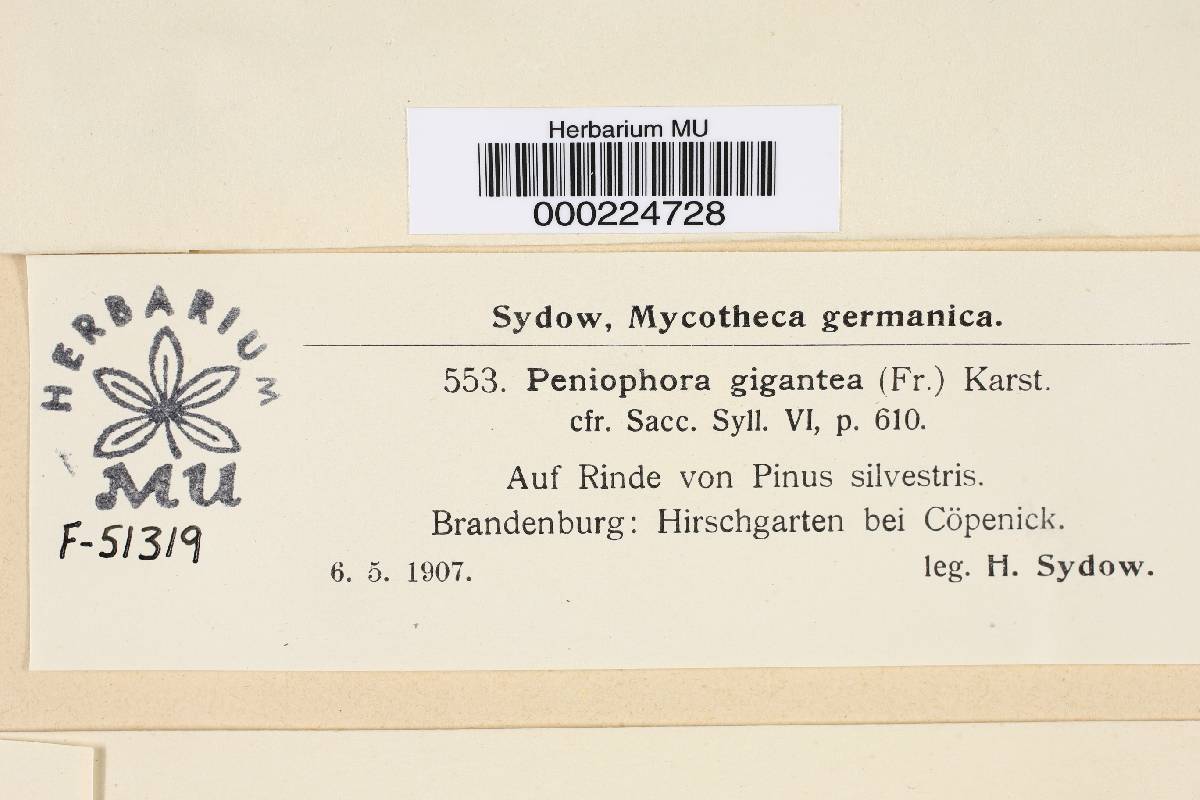 Herbarium MU
000224728
HERBARIUM
MU
F-51319
Sydow, Mycotheca germanica.
553. Peniophora gigantea (Fr.) Karst.
cfr. Sacc. Syll. VI, p. 610.
Auf Rinde von Pinus silvestris.
Brandenburg: Hirschgarten bei Cöpenick.
6. 5. 1907. leg. H. Sydow.